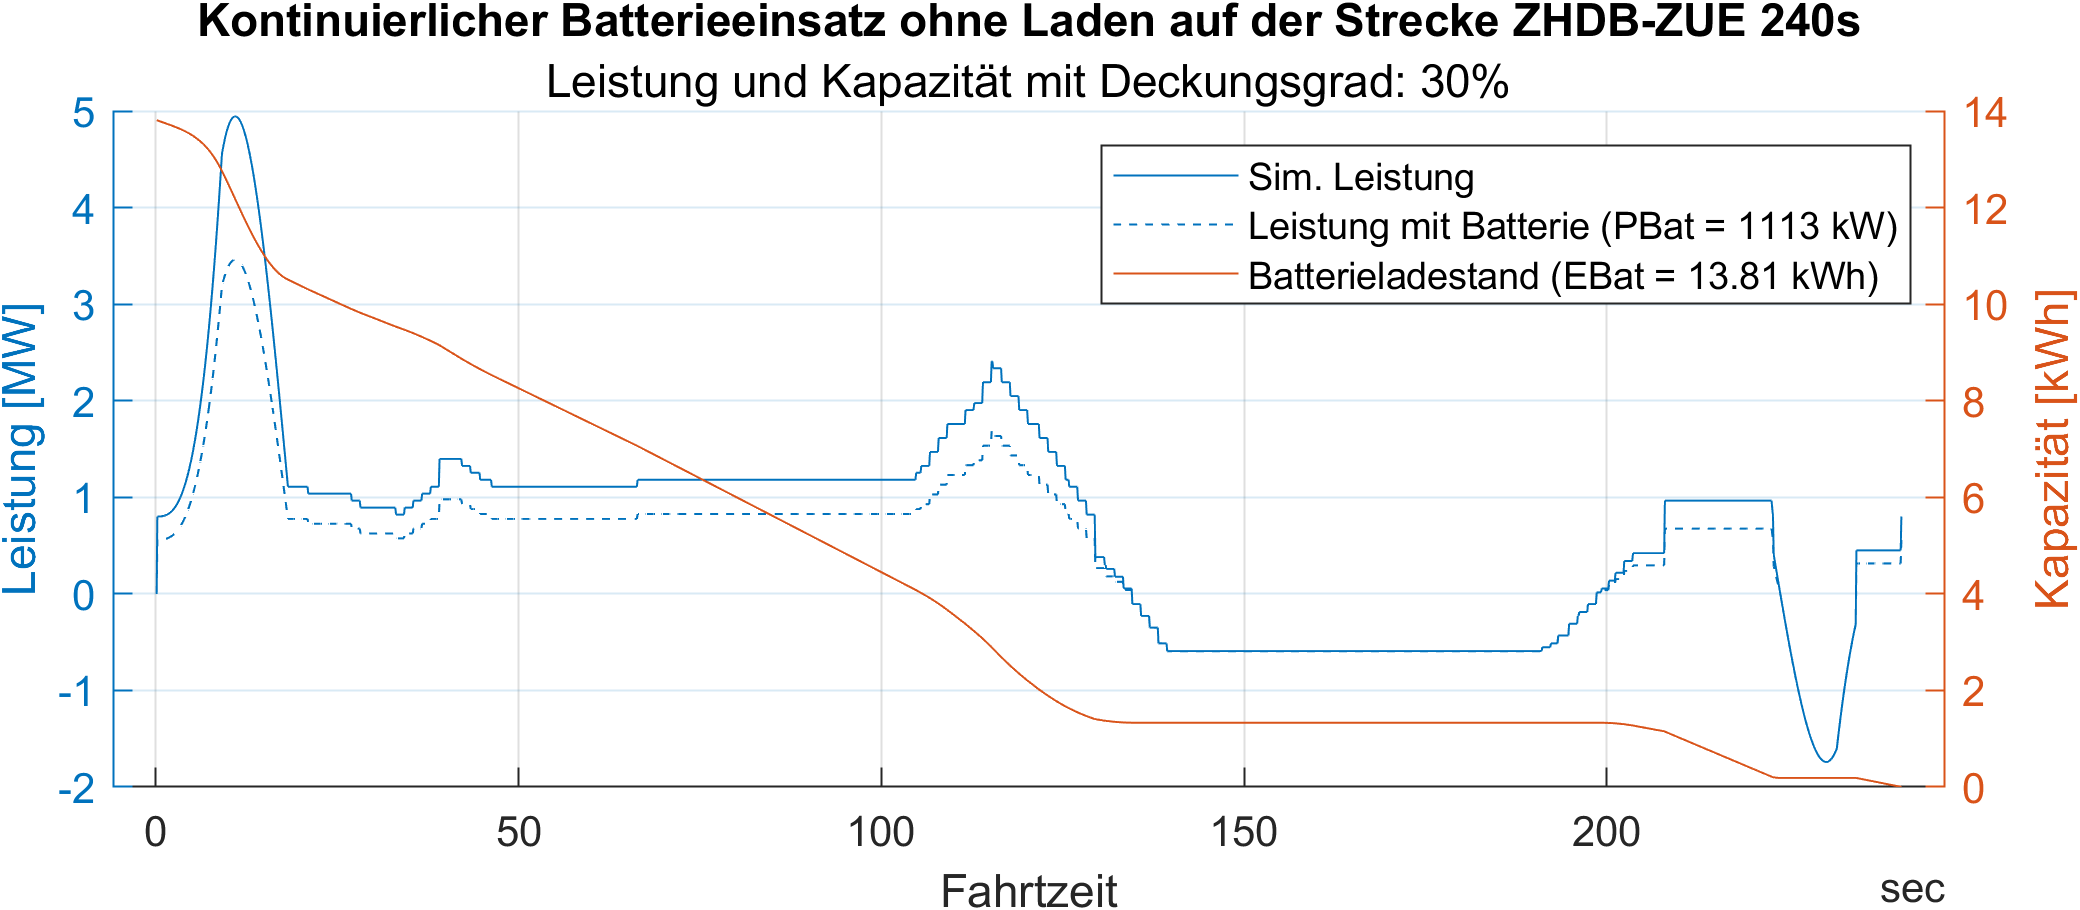 Kontinuierlicher Batterieeinsatz ohne Laden auf der Strecke ZHDB-ZUE 240s
Leistung und Kapazität mit Deckungsgrad: 30%
Leistung [MW]
5
4
3
2
1
0
-1
-2
Sim. Leistung
Leistung mit Batterie (PBat = 1113 kW)
Batterieladestand (EBat = 13.81 kWh)
14
12
10
8
6
4
2
0
Kapazität [kWh]
0 50 100 150 200
Fahrtzeit
sec